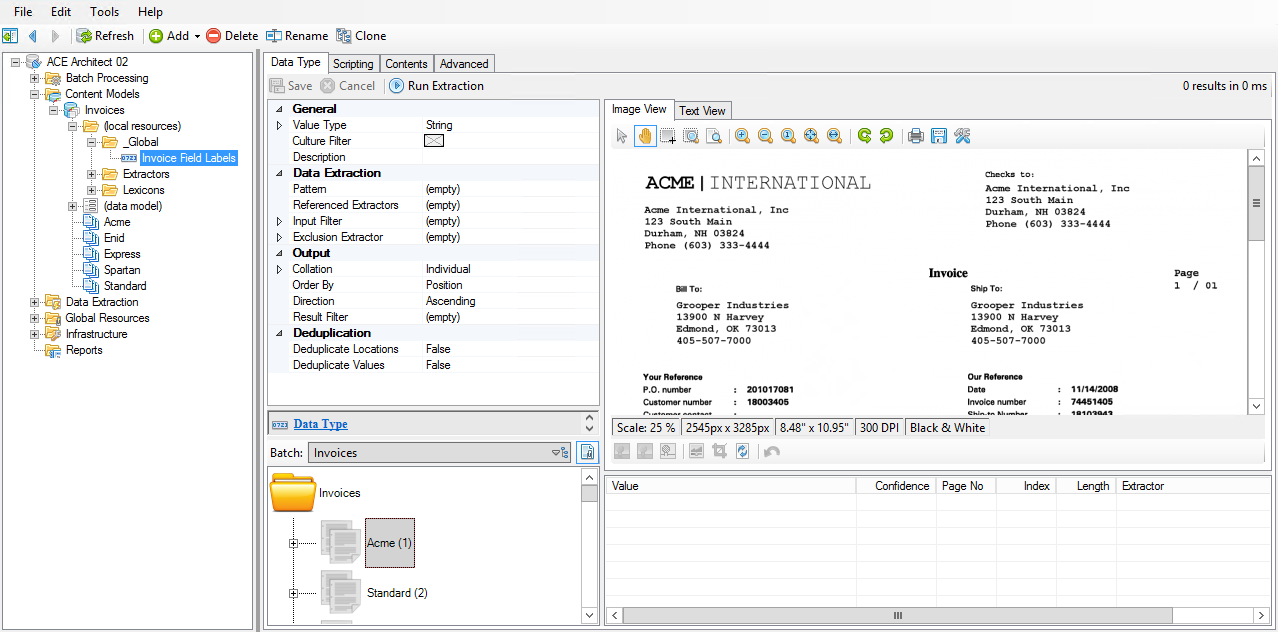 File Edit Tools Help
Refresh Add Delete Rename Clone
ACE Architect 02
Batch Processing
Content Models
Invoices
(local resources)
_Global
Invoice Field Labels
Extractors
Lexicons
(data model)
Acme
Enid
Express
Spartan
Standard
Data Extraction
Global Resources
Infrastructure
Reports
Data Type Scripting Contents Advanced
Save Cancel Run Extraction 0 results in 0 ms
General
Value Type String
Culture Filter
Description
Data Extraction
Pattern (empty)
Referenced Extractors (empty)
Input Filter (empty)
Exclusion Extractor (empty)
Output
Collation Individual
Order By Position
Direction Ascending
Result Filter (empty)
Deduplication
Deduplicate Locations False
Deduplicate Values False
Data Type
Batch: Invoices
Invoices
Acme (1)
Standard (2)
Image View Text View
ACME | INTERNATIONAL
Acme International, Inc
123 South Main
Durham, NH 03824
Phone (603) 333-4444
Checks to:
Acme International, Inc
123 South Main
Durham, NH 03824
Phone (603) 333-4444
Invoice
Page
1 / 01
Bill To:
Grooper Industries
13900 N Harvey
Edmond, OK 73013
405-507-7000
Ship To:
Grooper Industries
13900 N Harvey
Edmond, OK 73013
405-507-7000
Your Reference
P.O. number : 201017081
Customer number : 18003405
Customer contact :
Our Reference
Date : 11/14/2008
Invoice number : 74451405
Ship-to Number : 18103943
Scale: 25 % 2545px x 3285px 8.48" x 10.95" 300 DPI Black & White
Value Confidence Page No Index Length Extractor